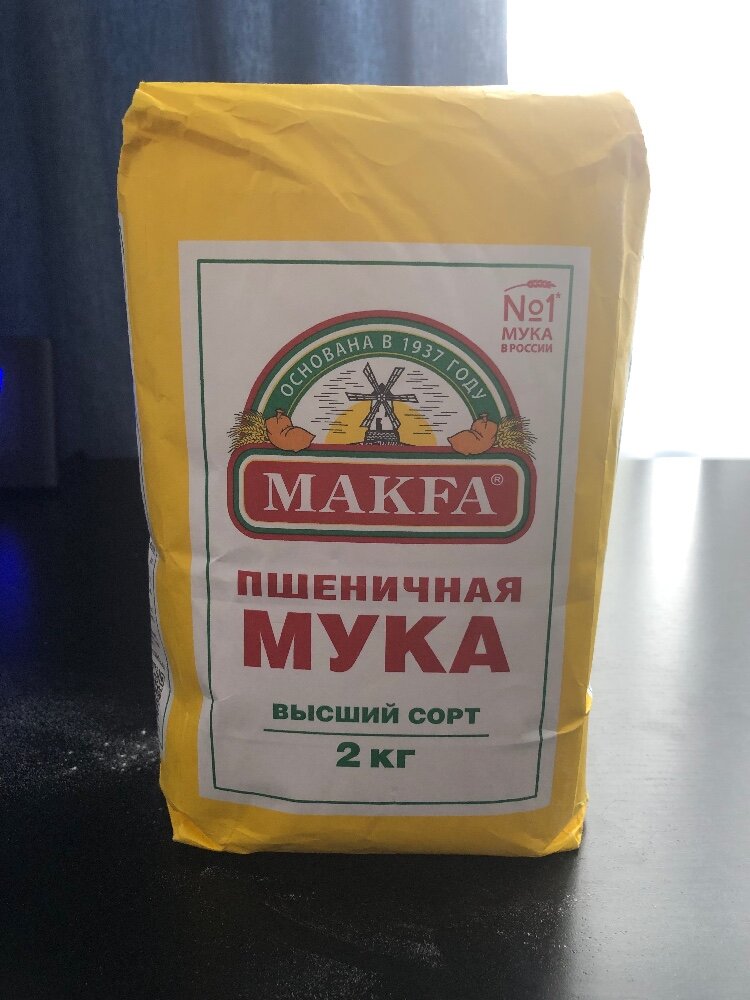 №1*
МУКА
В РОССИИ
ОСНОВАНА В 1937 ГОДУ
MAKFA®
ПШЕНИЧНАЯ
МУКА
ВЫСШИЙ СОРТ
2 КГ